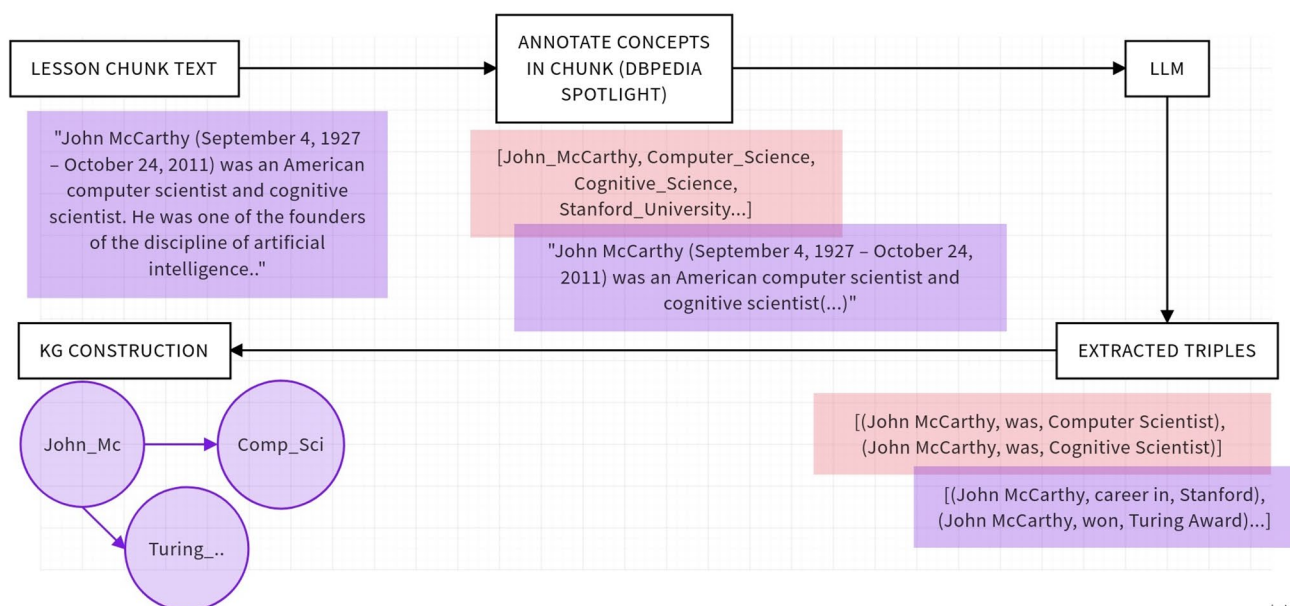 LESSON CHUNK TEXT
ANNOTATE CONCEPTS
IN CHUNK (DBPEDIA
SPOTLIGHT)
LLM
"John McCarthy (September 4, 1927
– October 24, 2011) was an American
computer scientist and cognitive
scientist. He was one of the founders
of the discipline of artificial
intelligence.."
[John_McCarthy, Computer_Science,
Cognitive_Science,
Stanford_University...]
"John McCarthy (September 4, 1927 – October 24,
2011) was an American computer scientist and
cognitive scientist(...)"
KG CONSTRUCTION
EXTRACTED TRIPLES
John_Mc
Comp_Sci
Turing_..
[(John McCarthy, was, Computer Scientist),
(John McCarthy, was, Cognitive Scientist)]
[(John McCarthy, career in, Stanford),
(John McCarthy, won, Turing Award)...]